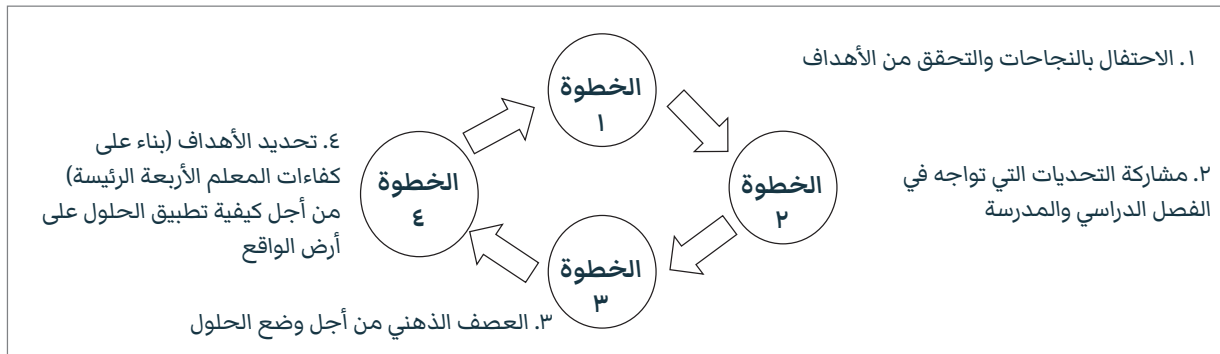 ١. الاحتفال بالنجاحات والتحقق من الأهداف
الخطوة
١
٢. مشاركة التحديات التي تواجه في
الفصل الدراسي والمدرسة
الخطوة
٢
الخطوة
٣
٣. العصف الذهني من أجل وضع الحلول
الخطوة
٤
٤. تحديد الأهداف (بناء على
كفاءات المعلم الأربعة الرئيسة)
من أجل كيفية تطبيق الحلول على
أرض الواقع